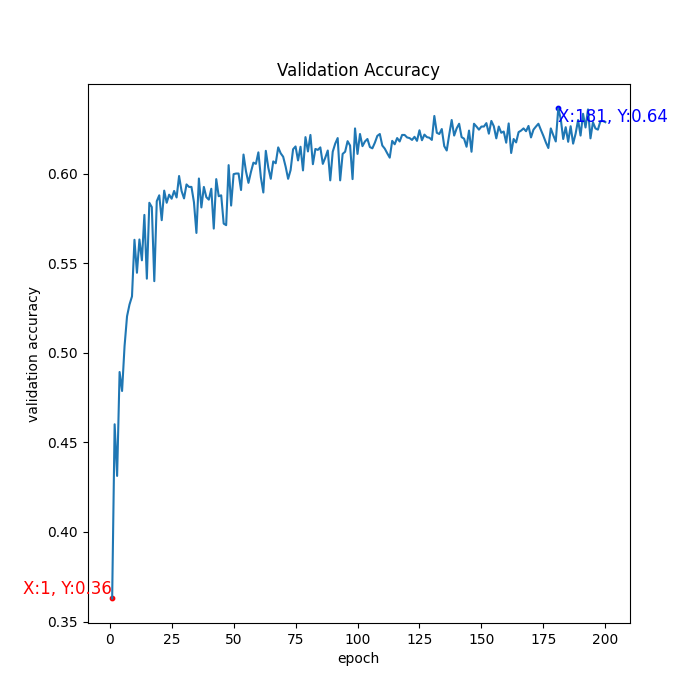 Validation Accuracy
X:181, Y:0.64
0.60
0.55
0.50
0.45
0.40
0.35
validation accuracy
X:1, Y:0.36
0 25 50 75 100 125 150 175 200
epoch